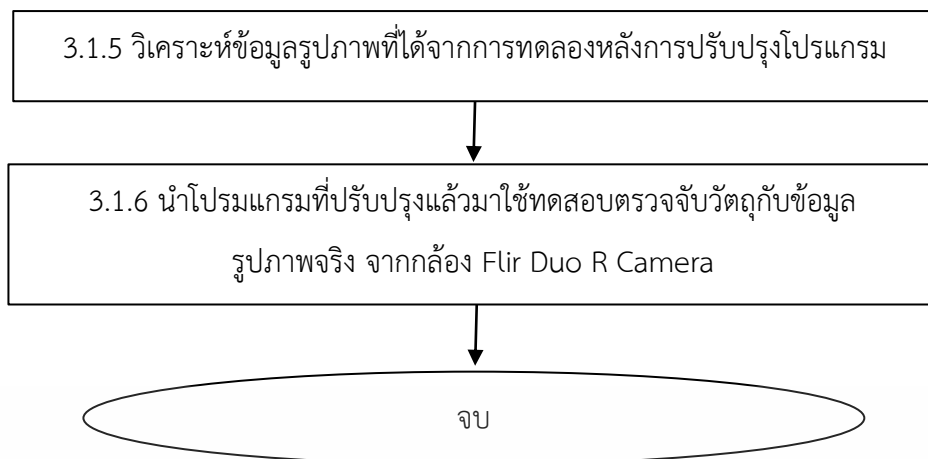 3.1.5 วิเคราะห์ข้อมูลรูปภาพที่ได้จากการทดลองหลังการปรับปรุงโปรแกรม
3.1.6 นำโปรมแกรมที่ปรับปรุงแล้วมาใช้ทดสอบตรวจจับวัตถุกับข้อมูล
รูปภาพจริง จากกล้อง Flir Duo R Camera
จบ